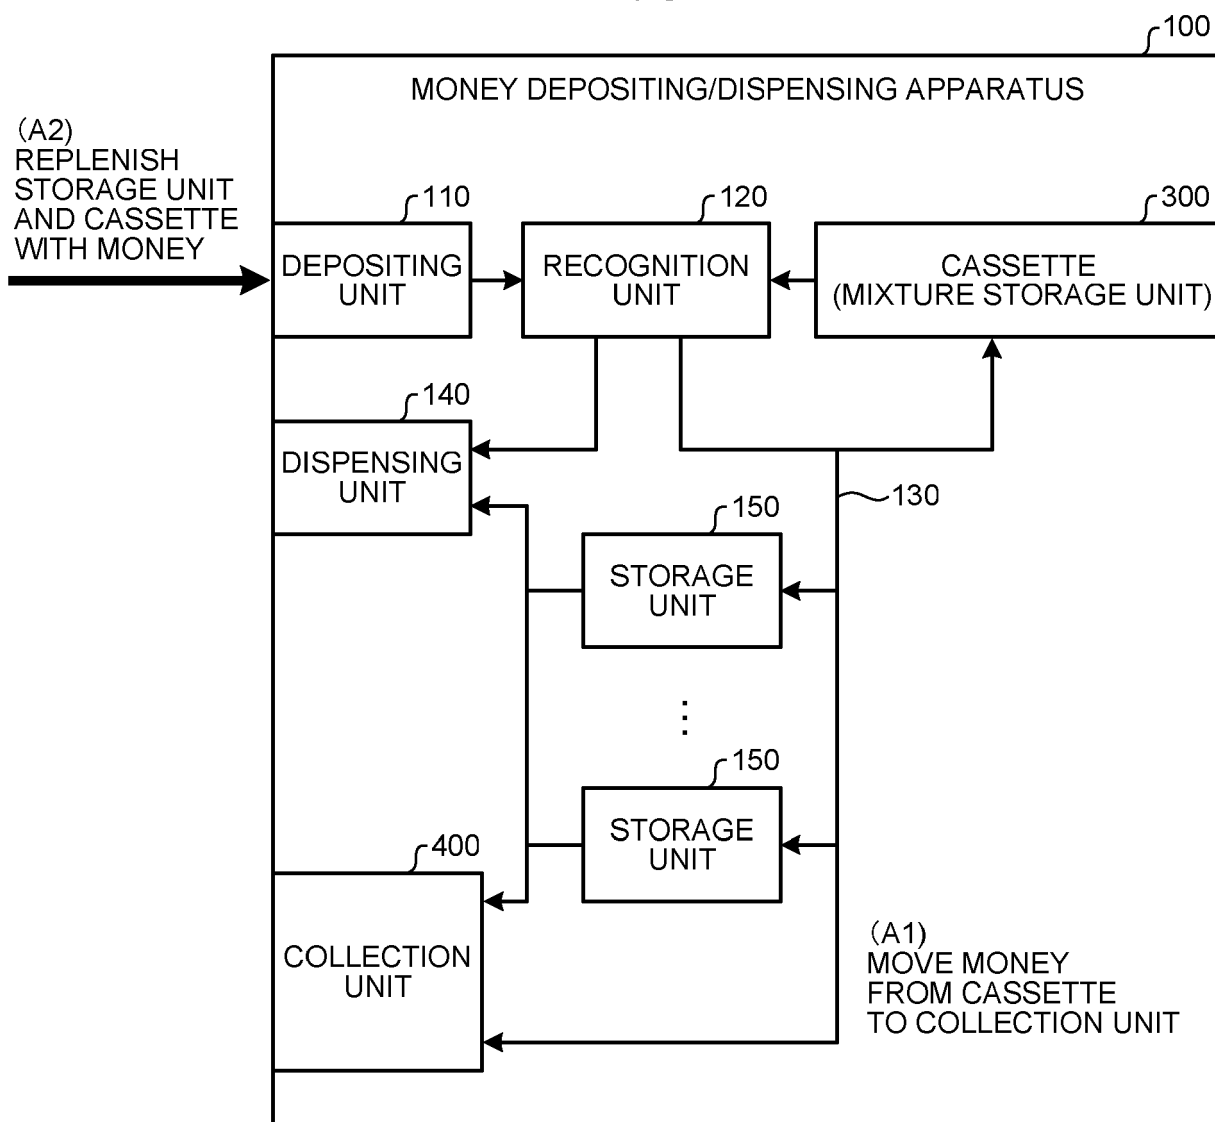 100
MONEY DEPOSITING/DISPENSING APPARATUS
(A2)
REPLENISH
STORAGE UNIT
AND CASSETTE
WITH MONEY
110
120
300
DEPOSITING
UNIT
RECOGNITION
UNIT
CASSETTE
(MIXTURE STORAGE UNIT)
140
DISPENSING
UNIT
130
150
STORAGE
UNIT
150
STORAGE
UNIT
400
COLLECTION
UNIT
(A1)
MOVE MONEY
FROM CASSETTE
TO COLLECTION UNIT